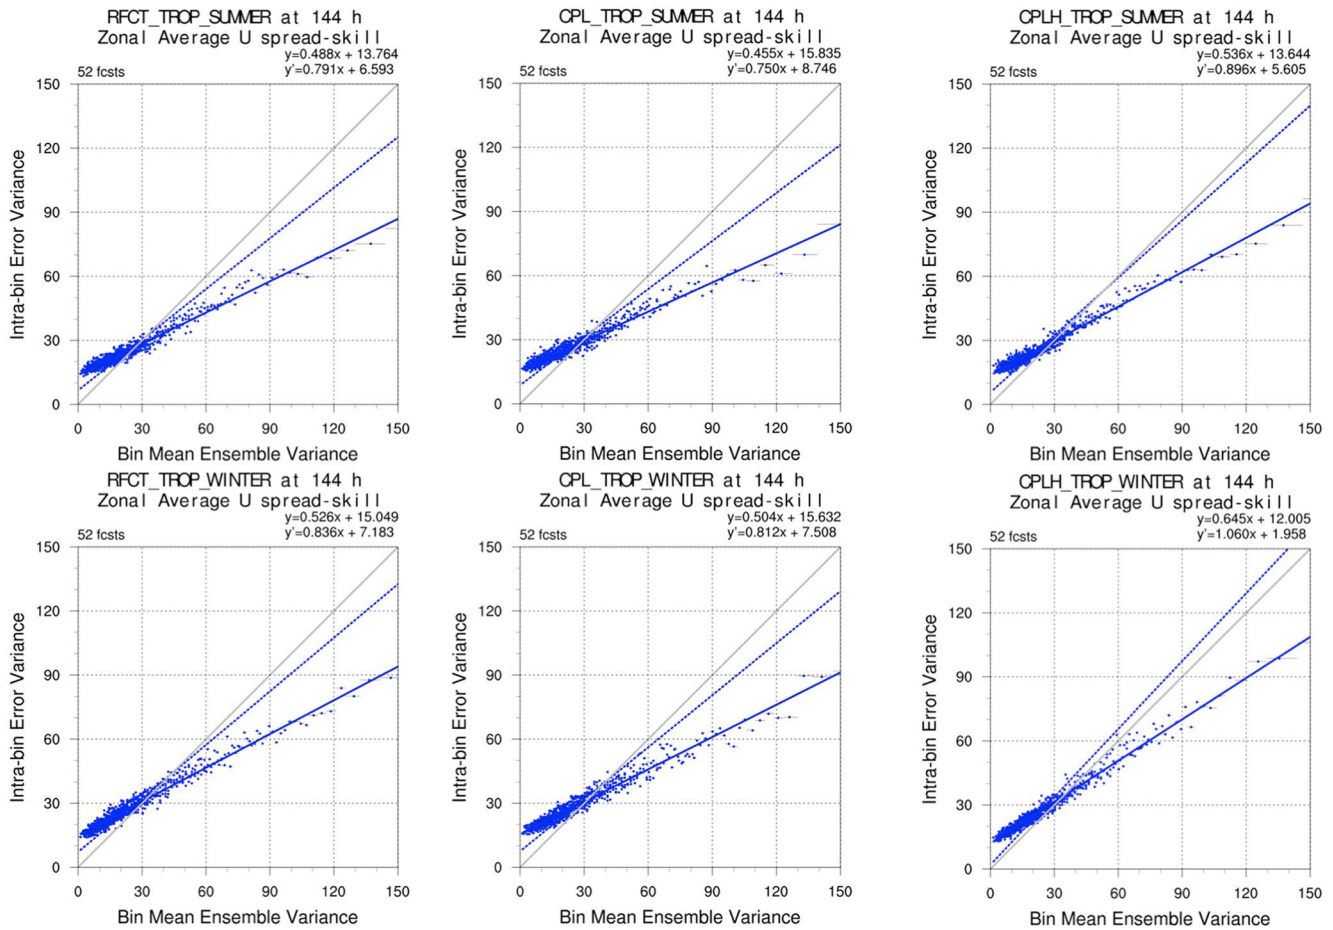 RFCT_TROP_SUMMER at 144 h
Zonal Average U spread-skill
y=0.488x + 13.764
52 fcsts
y'=0.791x + 6.593
150
120
90
60
30
0
Intra-bin Error Variance
0 30 60 90 120 150
Bin Mean Ensemble Variance
CPL_TROP_SUMMER at 144 h
Zonal Average U spread-skill
y=0.455x + 15.835
52 fcsts
y'=0.750x + 8.746
150
120
90
60
30
0
Intra-bin Error Variance
0 30 60 90 120 150
Bin Mean Ensemble Variance
CPLH_TROP_SUMMER at 144 h
Zonal Average U spread-skill
y=0.536x + 13.644
52 fcsts
y'=0.896x + 5.605
150
120
90
60
30
0
Intra-bin Error Variance
0 30 60 90 120 150
Bin Mean Ensemble Variance
RFCT_TROP_WINTER at 144 h
Zonal Average U spread-skill
y=0.526x + 15.049
52 fcsts
y'=0.836x + 7.183
150
120
90
60
30
0
Intra-bin Error Variance
0 30 60 90 120 150
Bin Mean Ensemble Variance
CPL_TROP_WINTER at 144 h
Zonal Average U spread-skill
y=0.504x + 15.632
52 fcsts
y'=0.812x + 7.508
150
120
90
60
30
0
Intra-bin Error Variance
0 30 60 90 120 150
Bin Mean Ensemble Variance
CPLH_TROP_WINTER at 144 h
Zonal Average U spread-skill
y=0.645x + 12.005
52 fcsts
y'=1.060x + 1.958
150
120
90
60
30
0
Intra-bin Error Variance
0 30 60 90 120 150
Bin Mean Ensemble Variance